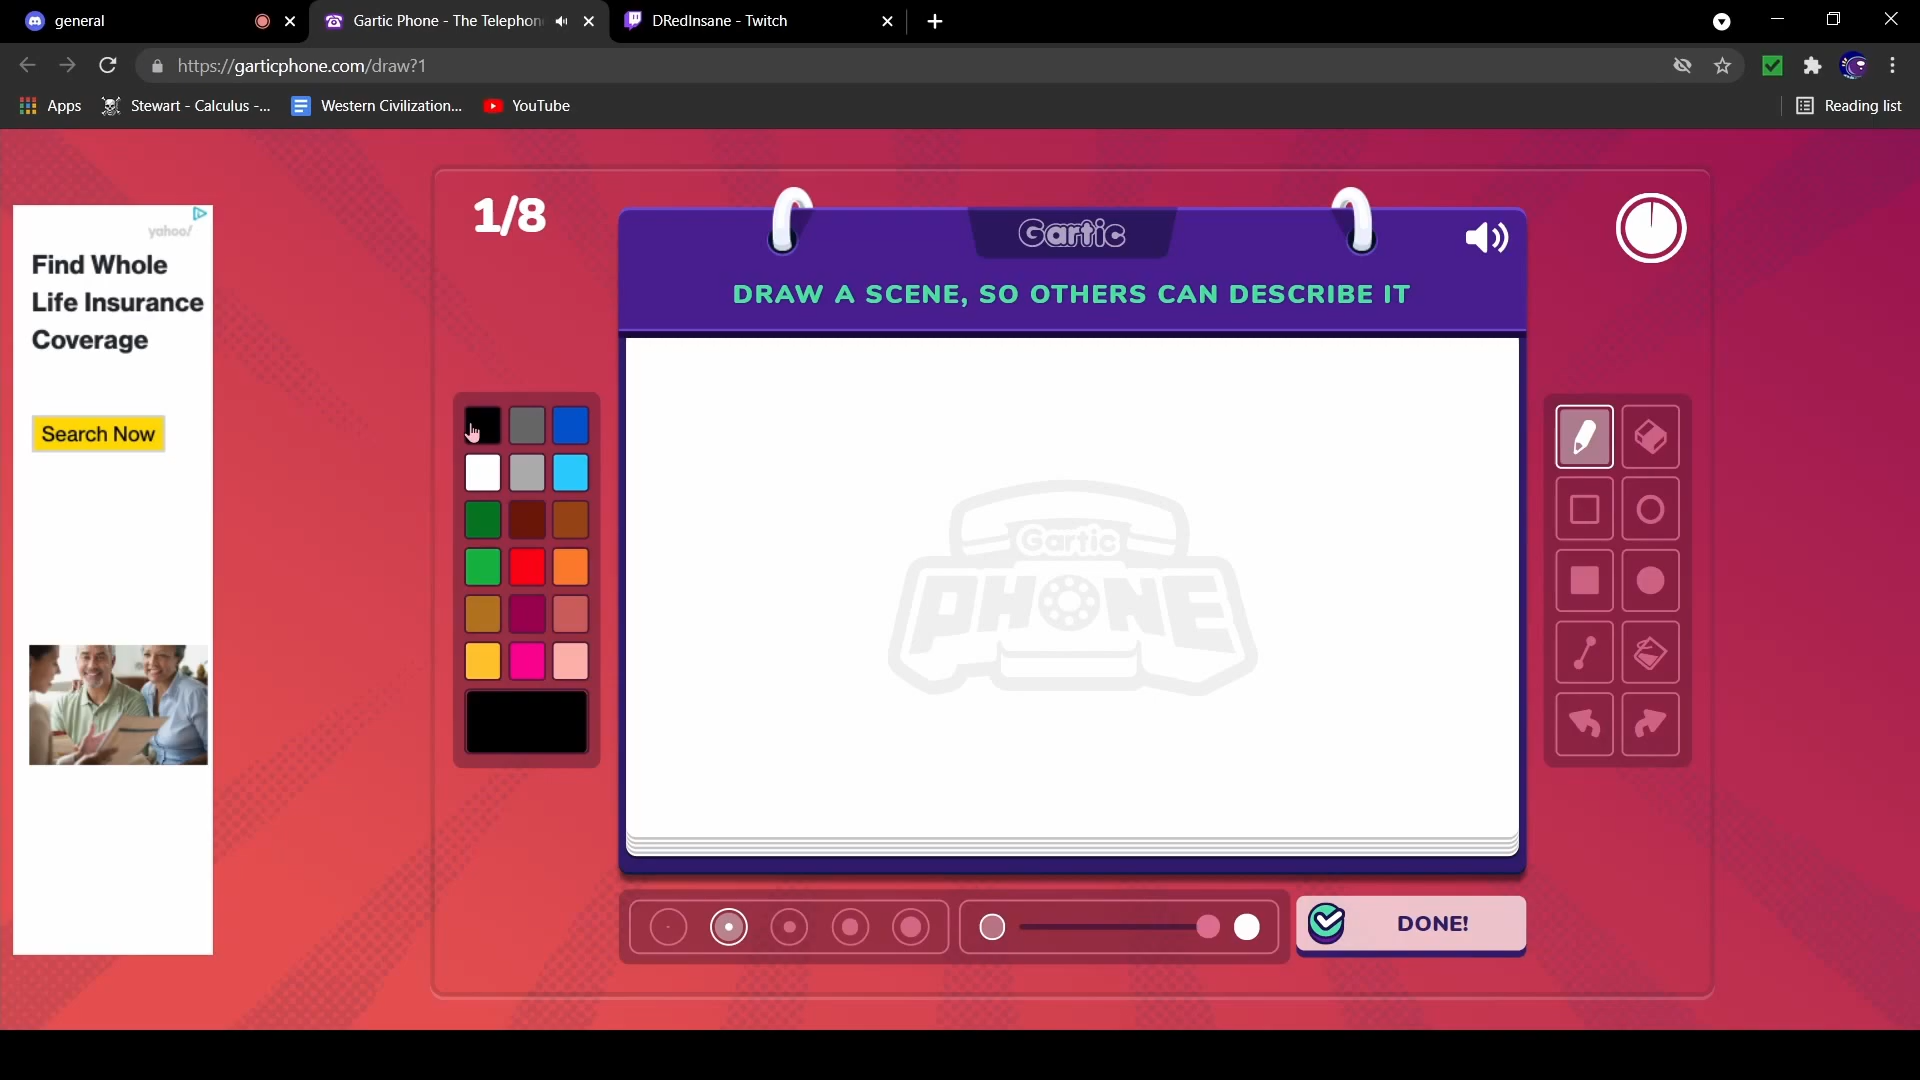 general
Gartic Phone - The Telephon
DRedInsane - Twitch
https://garticphone.com/draw?1
Apps
Stewart - Calculus -...
Western Civilization...
YouTube
Reading list
yahoo!
Find Whole
Life Insurance
Coverage
Search Now
1/8
Gartic
DRAW A SCENE, SO OTHERS CAN DESCRIBE IT
Gartic
PHONE
DONE!